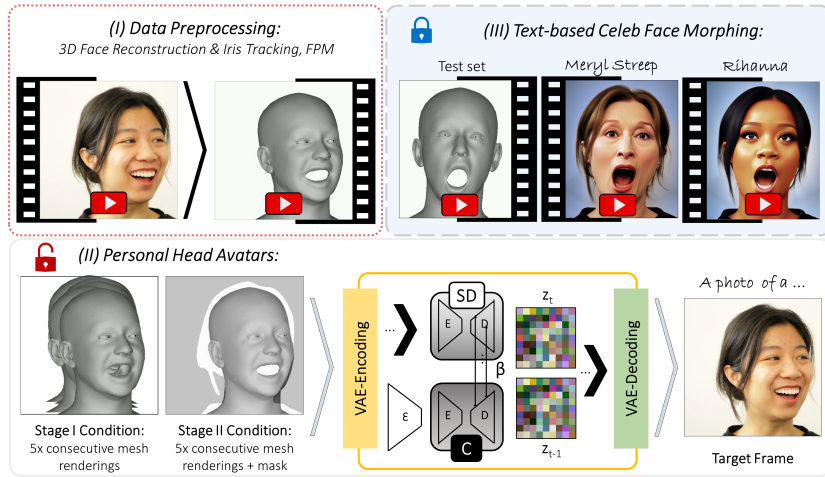 (I) Data Preprocessing:
3D Face Reconstruction & Iris Tracking, FPM
(III) Text-based Celeb Face Morphing:
Test set
Meryl Streep
Rihanna
(II) Personal Head Avatars:
Stage I Condition:
5x consecutive mesh
renderings
Stage II Condition:
5x consecutive mesh
renderings + mask
VAE-Encoding
...
SD
E
D
ε
E
D
C
β
z_t
z_{t-1}
...
VAE-Decoding
A photo of a ...
Target Frame